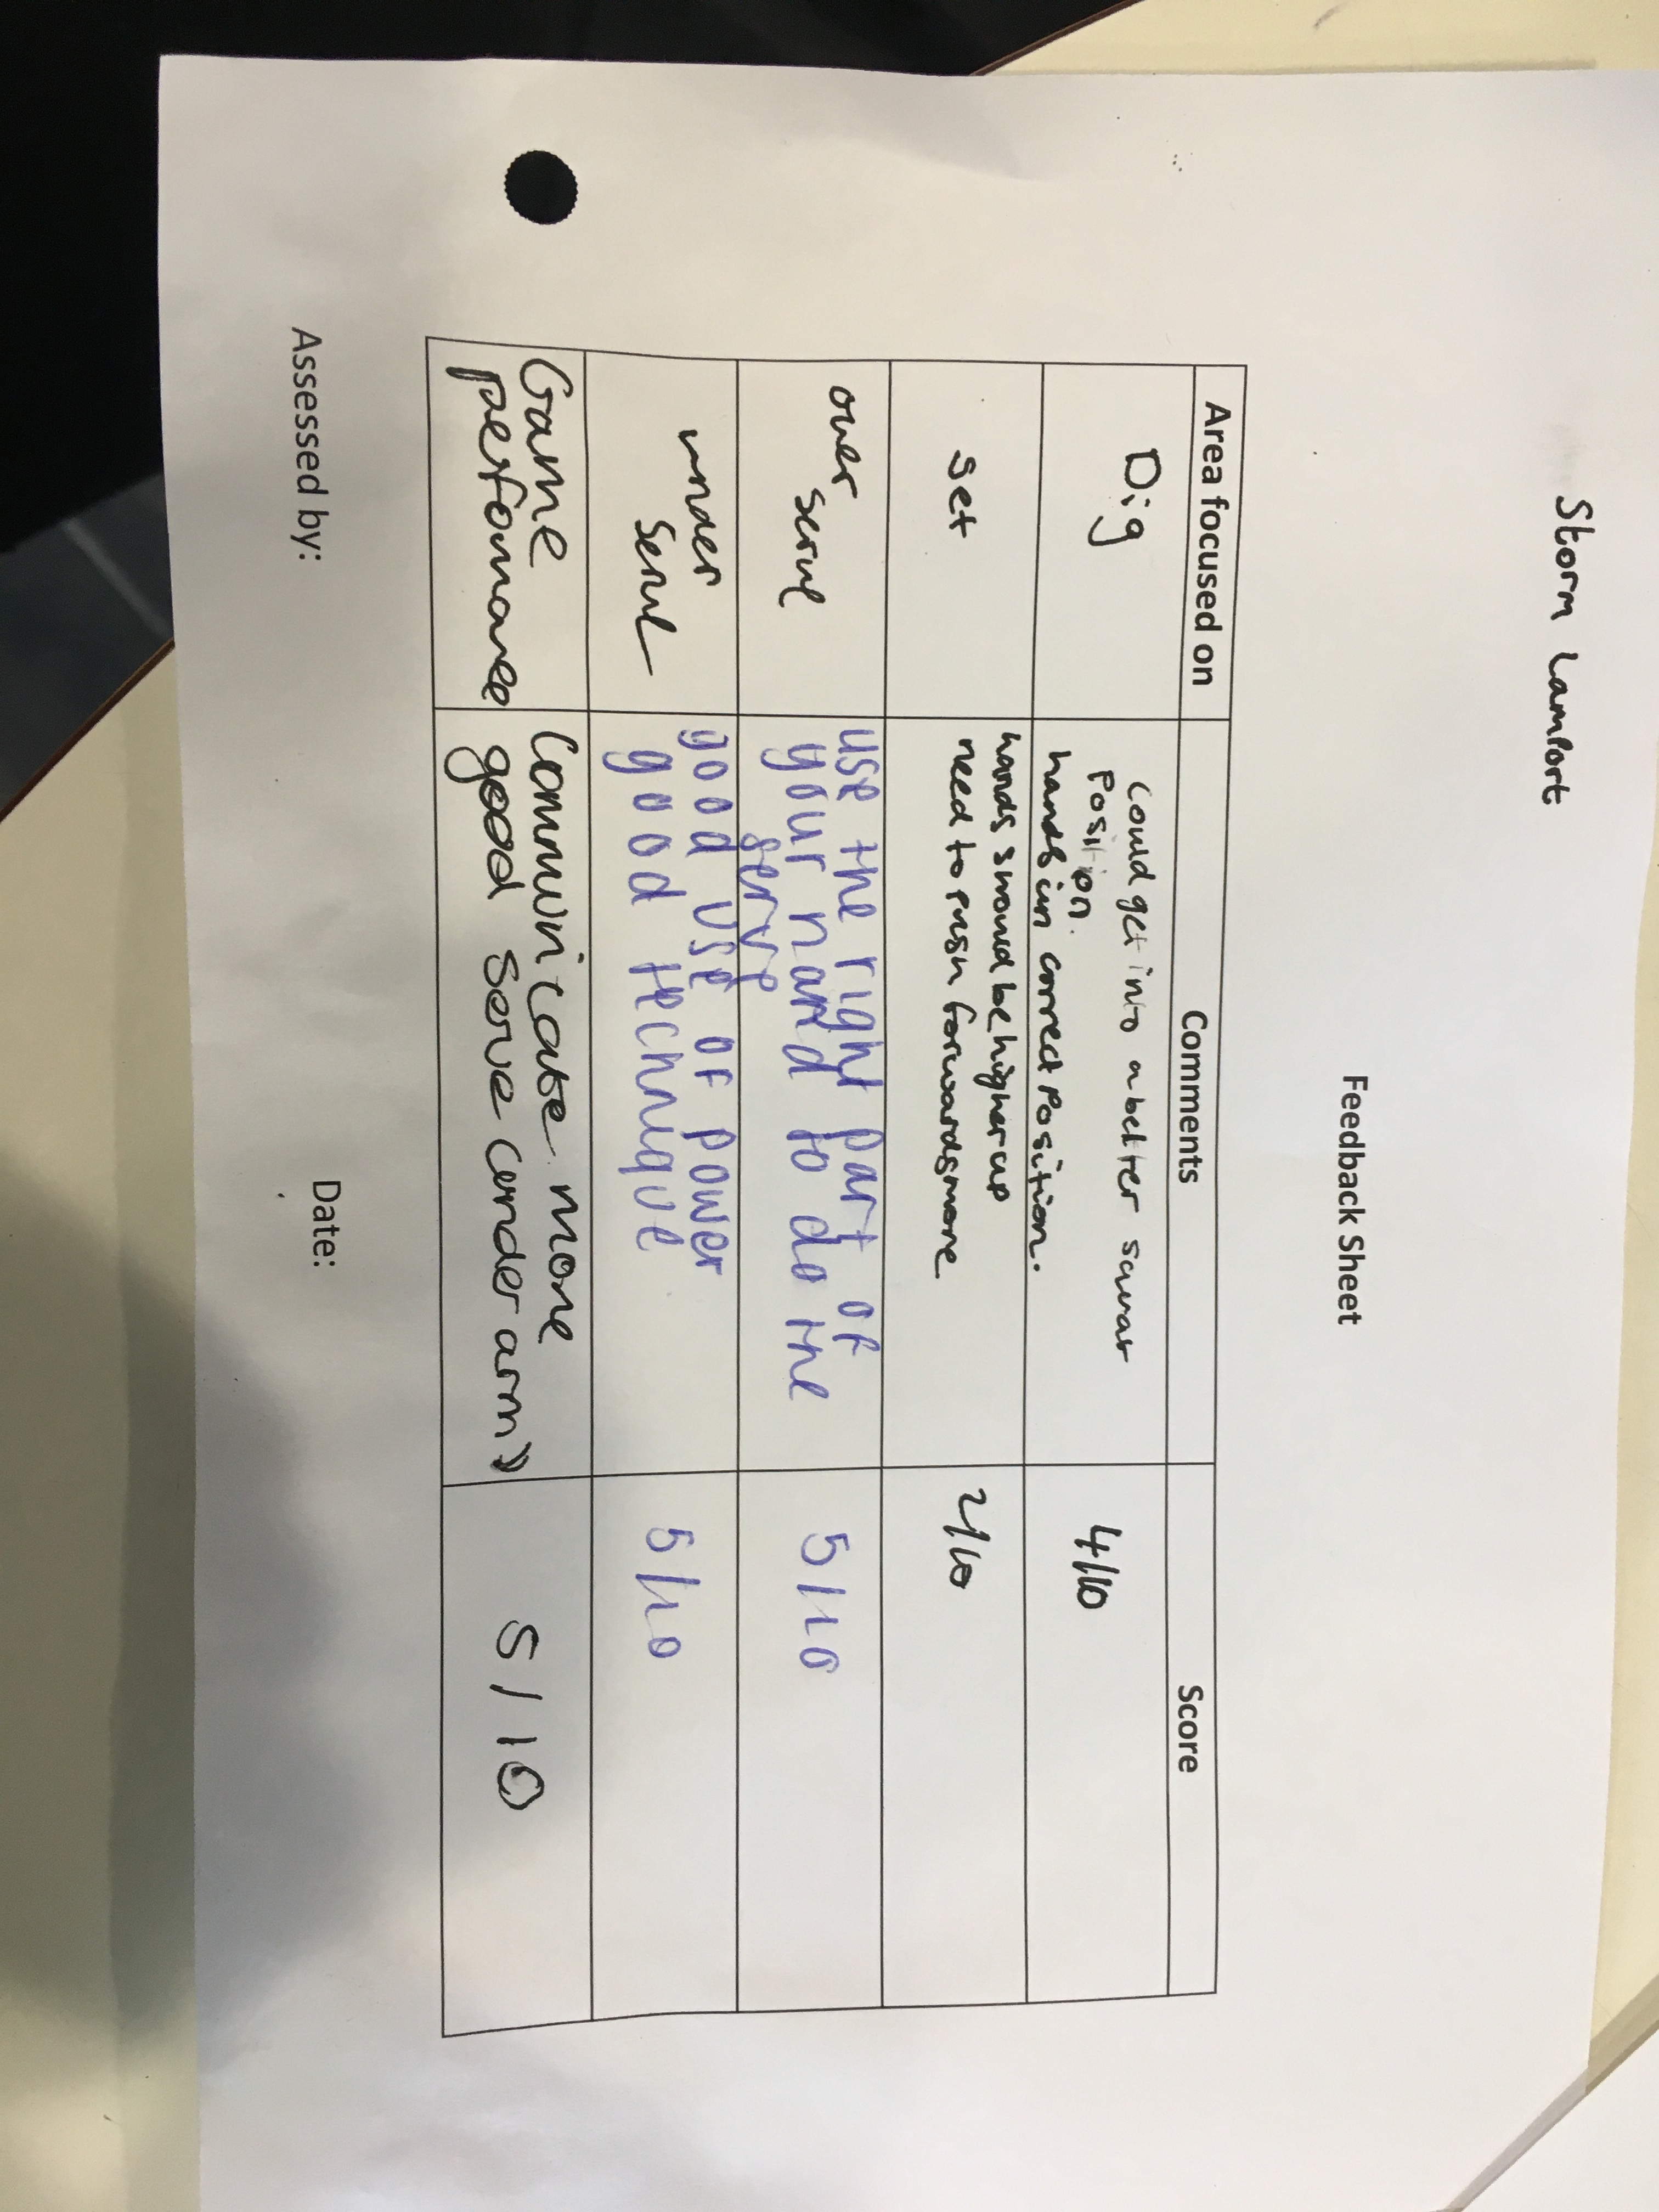 Storm Lamport
Feedback Sheet
Area focused on Comments Score
Dig
Could get into a better squat
Position.
hands in correct Position.
4/10
set
hands should be higher up
need to push forwards more.
2/10
over
serve
use the right part of
your hand to do the
serve
5/10
under
serve
good use of power
good technique
5/10
Game
performance
Communicate more
good serve (under arm)
5/10
Assessed by: Date: